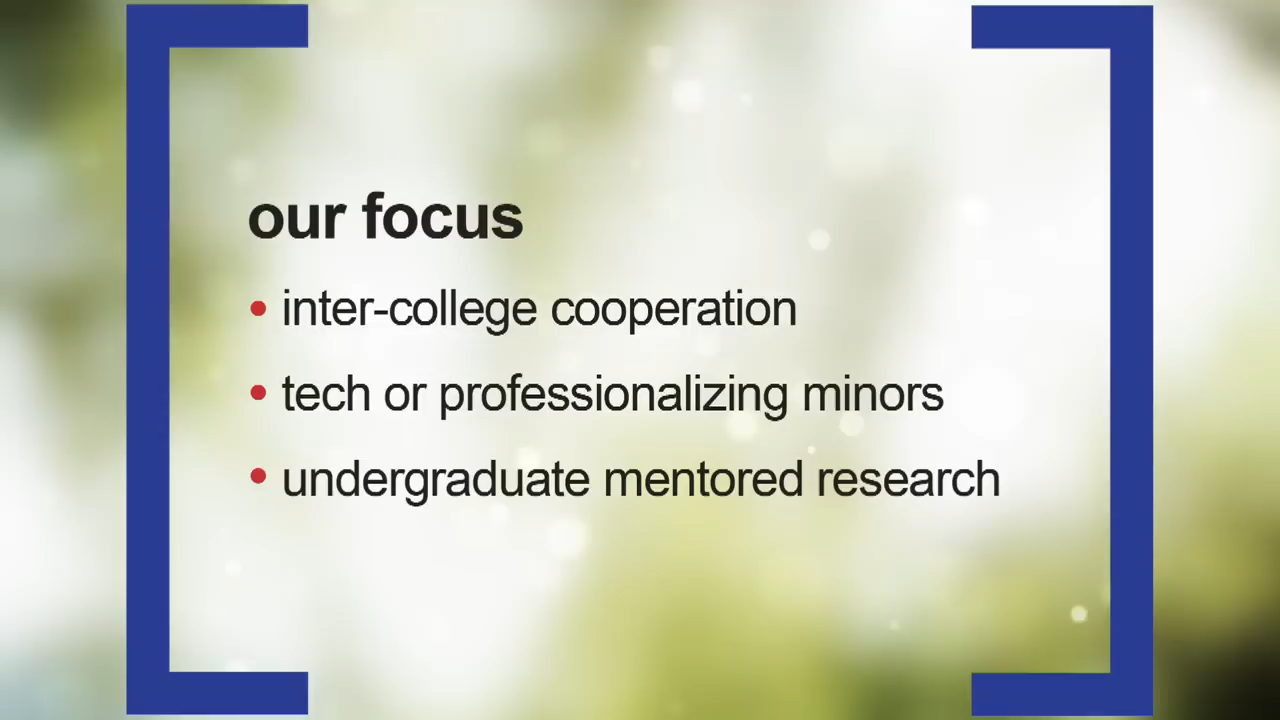 our focus
• inter-college cooperation
• tech or professionalizing minors
• undergraduate mentored research